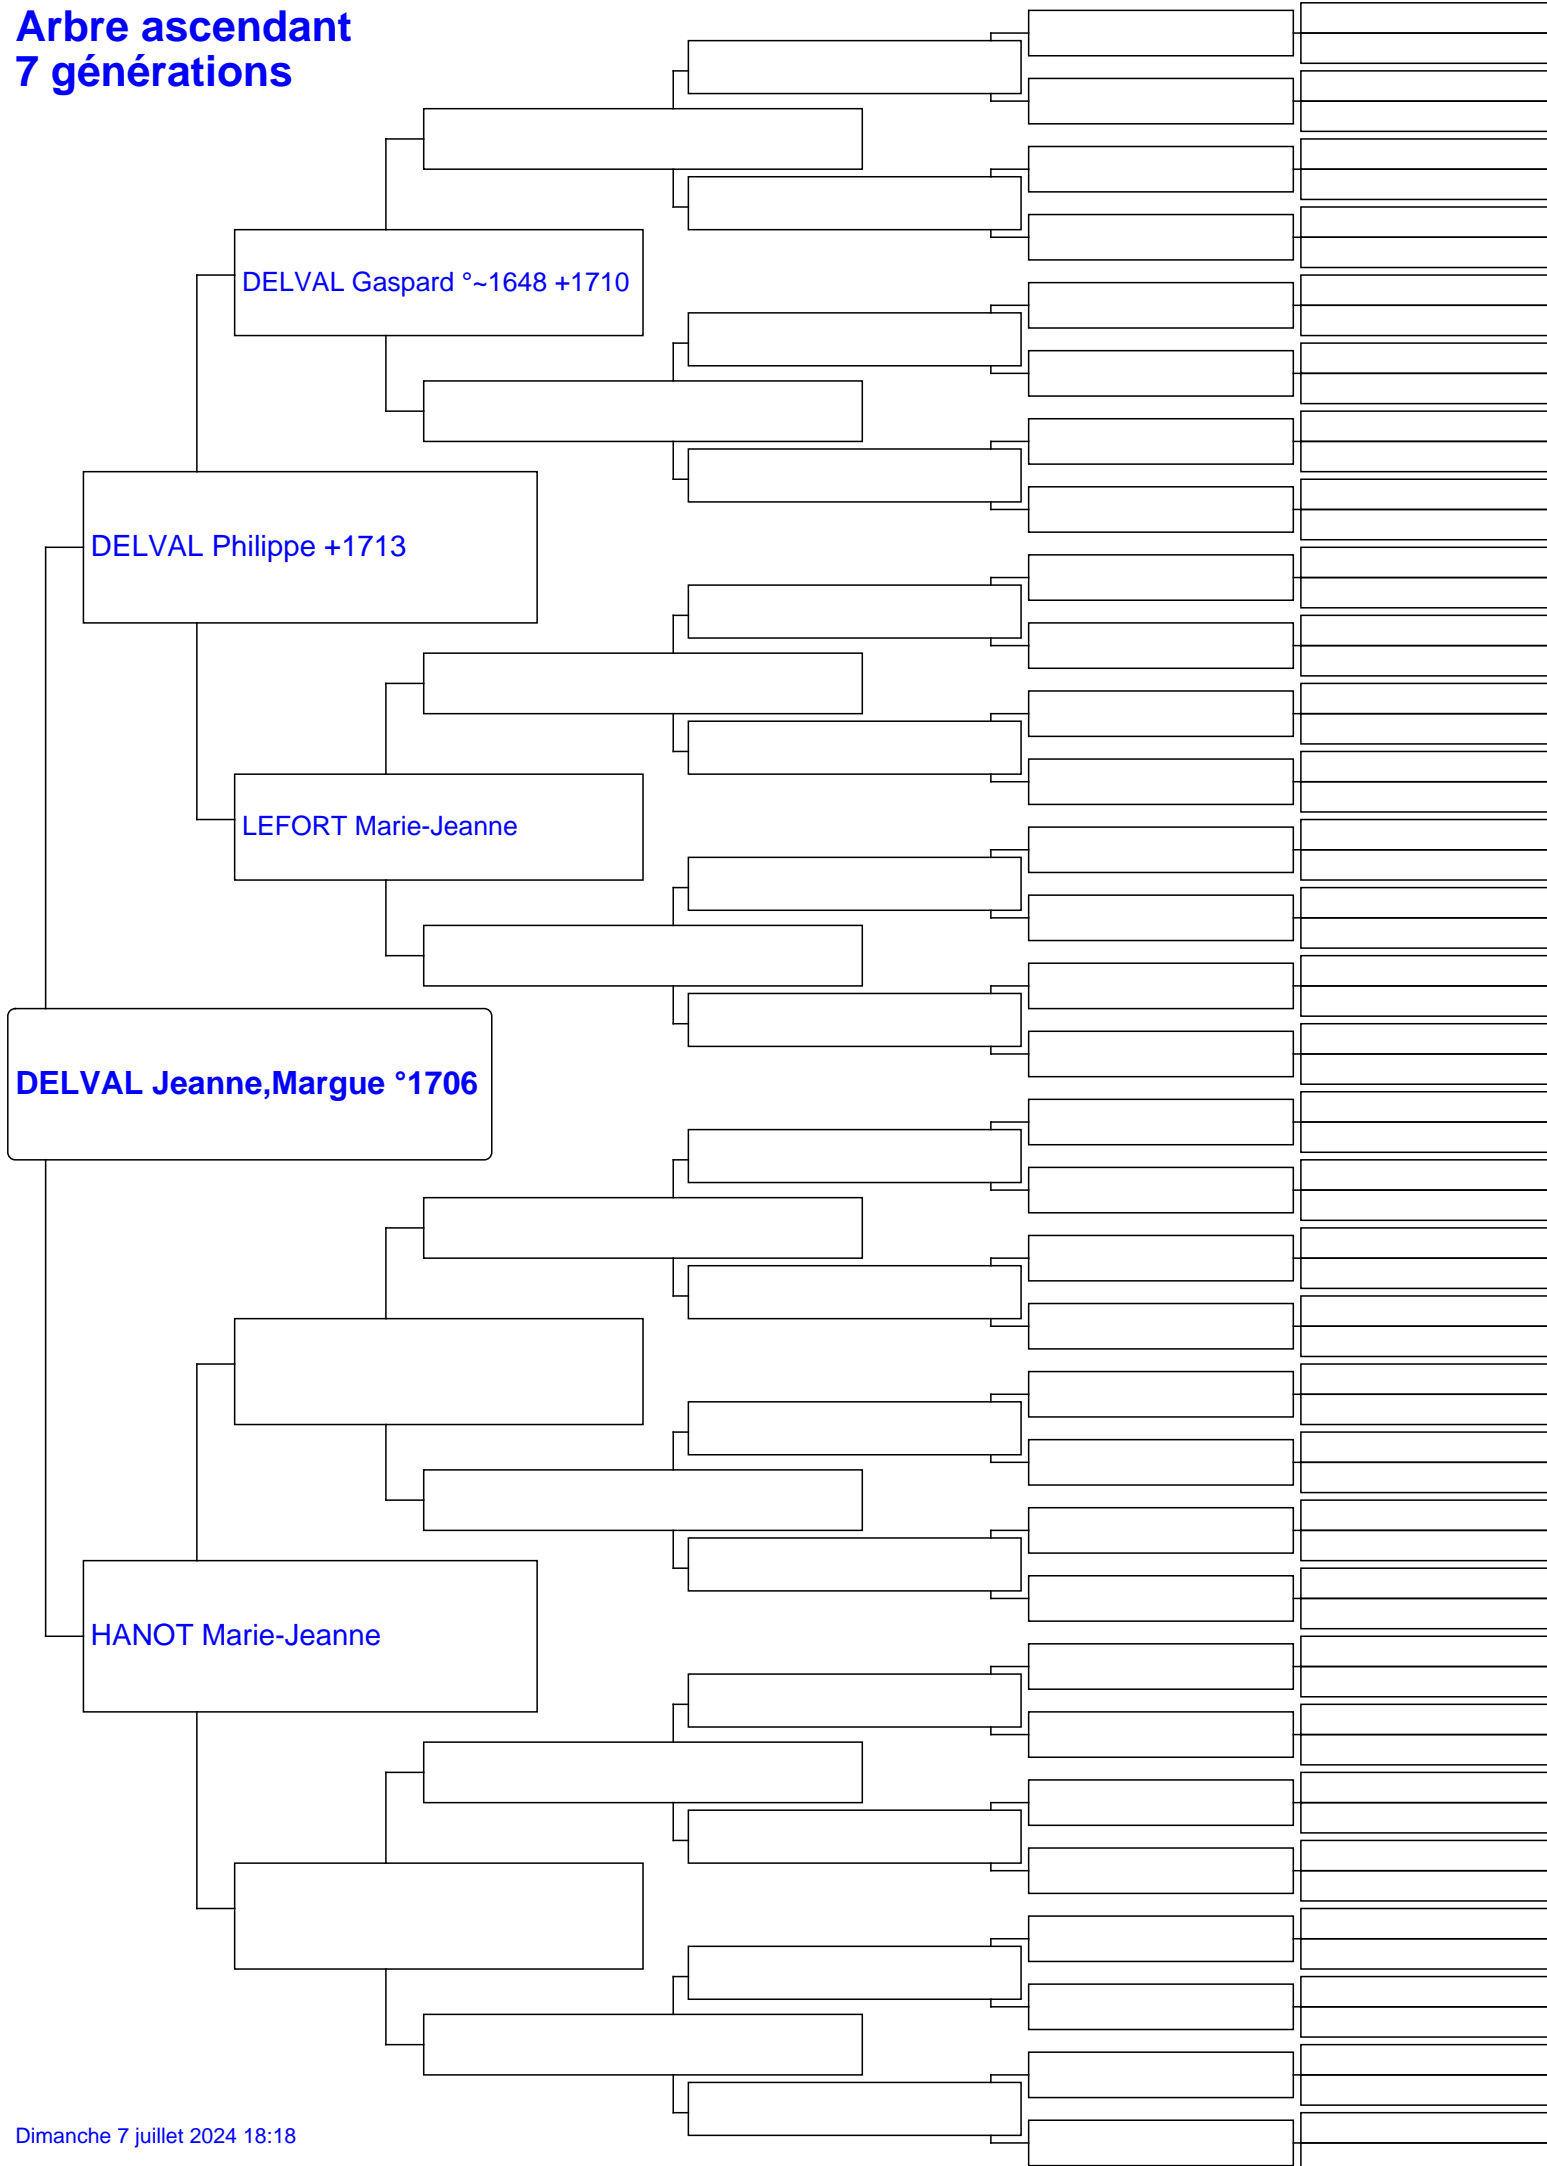 Arbre ascendant
7 générations
DELVAL Gaspard °~1648 +1710
DELVAL Philippe +1713
LEFORT Marie-Jeanne
DELVAL Jeanne,Margue °1706
HANOT Marie-Jeanne
Dimanche 7 juillet 2024 18:18